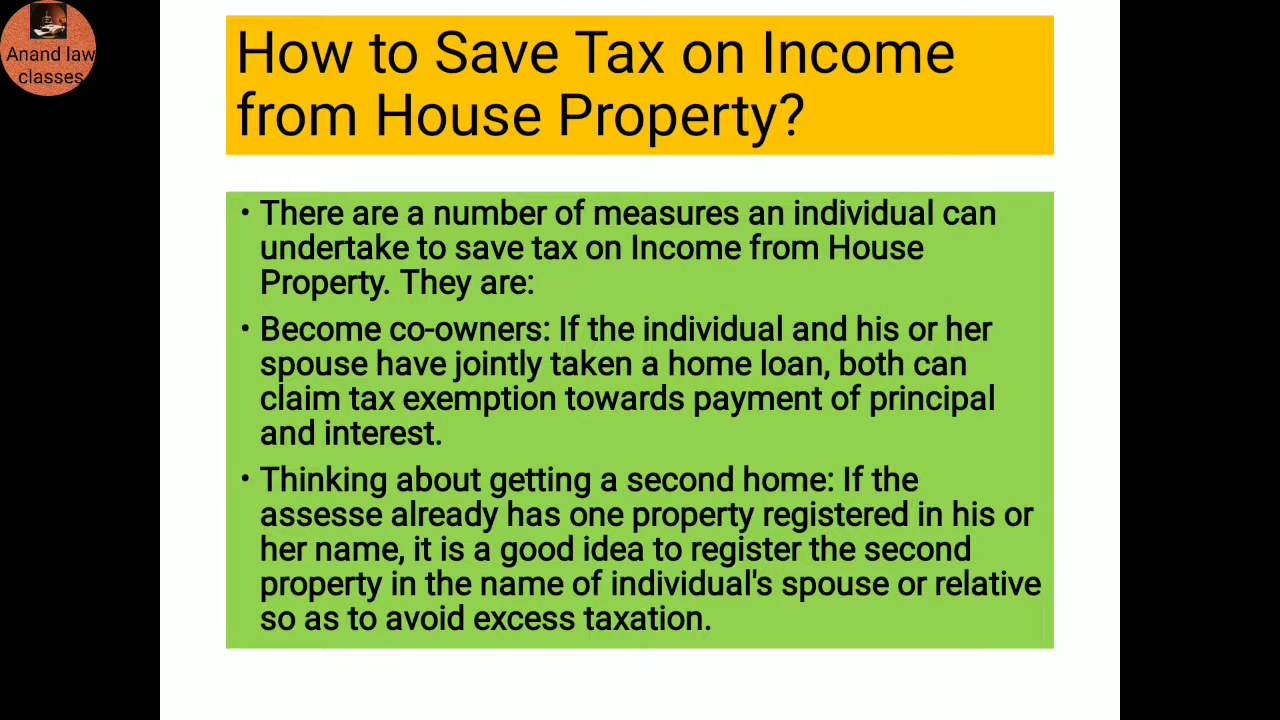 Anand law
classes
How to Save Tax on Income
from House Property?
• There are a number of measures an individual can
undertake to save tax on Income from House
Property. They are:
• Become co-owners: If the individual and his or her
spouse have jointly taken a home loan, both can
claim tax exemption towards payment of principal
and interest.
• Thinking about getting a second home: If the
assesse already has one property registered in his or
her name, it is a good idea to register the second
property in the name of individual's spouse or relative
so as to avoid excess taxation.